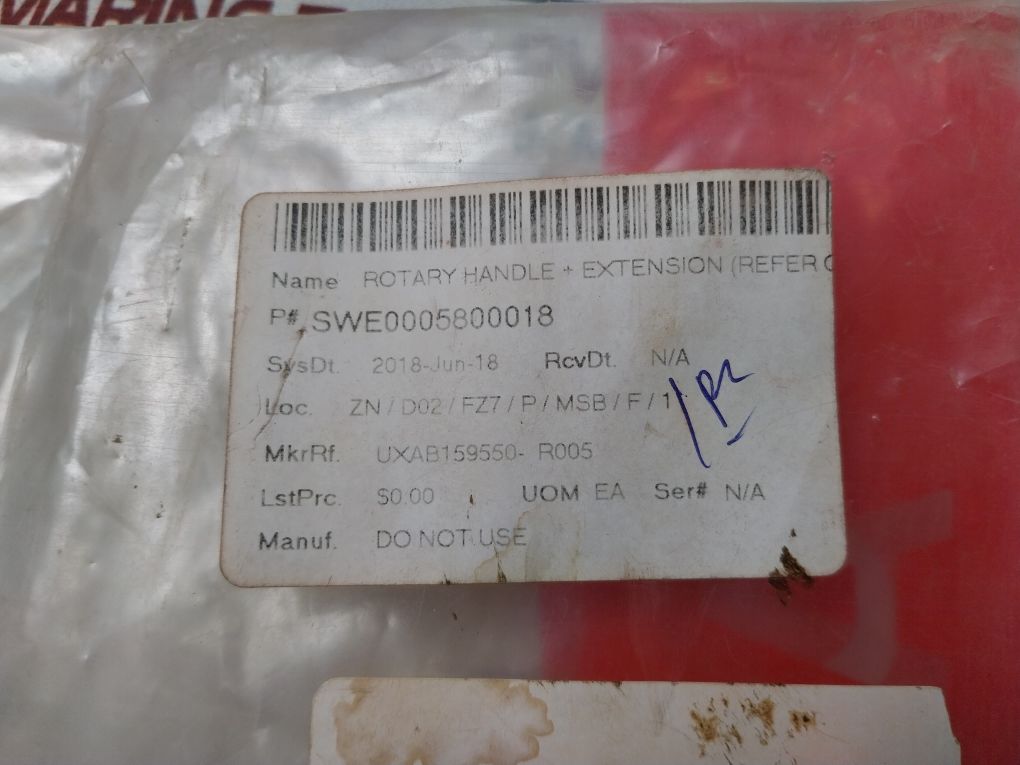 MARINE
Name ROTARY HANDLE + EXTENSION (REFER
P# SWE0005800018
SysDt. 2018-Jun-18 RcvDt. N/A
Loc. ZN / D02 / FZ7 / P / MSB / F / 1
MkrRf. UXAB159550- R005
LstPrc. $0.00 UOM EA Ser# N/A
Manuf. DO NOT USE